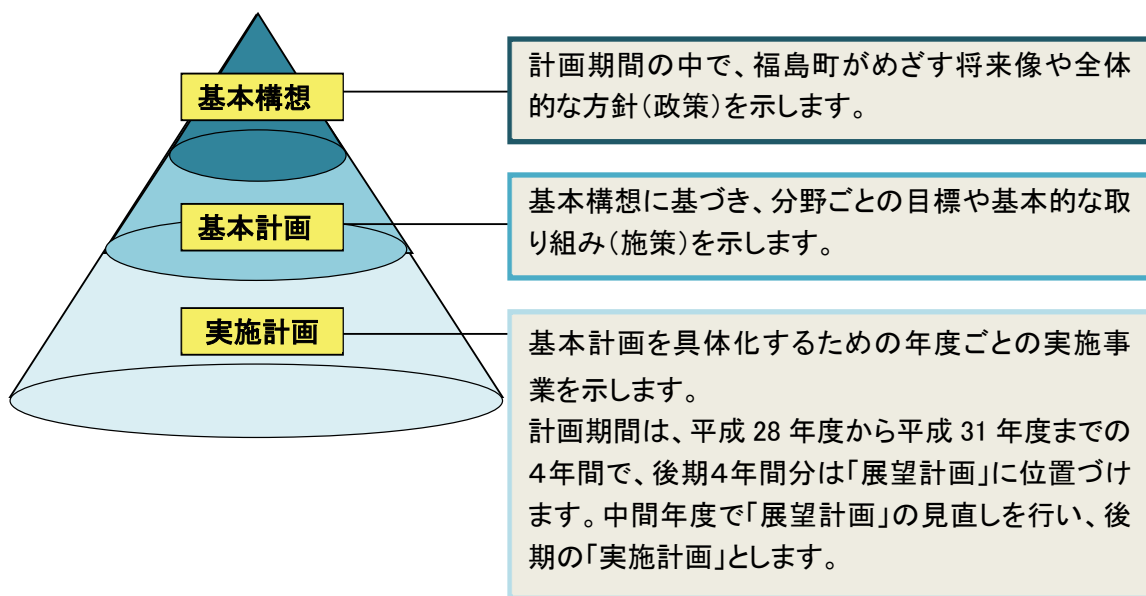 基本構想
計画期間の中で、福島町がめざす将来像や全体
的な方針（政策）を示します。
基本計画
基本構想に基づき、分野ごとの目標や基本的な取
り組み（施策）を示します。
実施計画
基本計画を具体化するための年度ごとの実施事
業を示します。
計画期間は、平成 28 年度から平成 31 年度までの
４年間で、後期４年間分は「展望計画」に位置づけ
ます。中間年度で「展望計画」の見直しを行い、後
期の「実施計画」とします。